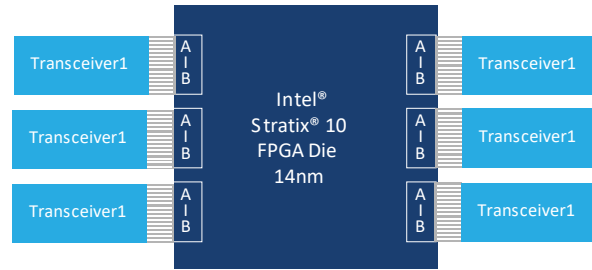 Transceiver1
A
I
B
Transceiver1
A
I
B
Transceiver1
A
I
B
Intel®
Stratix® 10
FPGA Die
14nm
A
I
B
Transceiver1
A
I
B
Transceiver1
A
I
B
Transceiver1